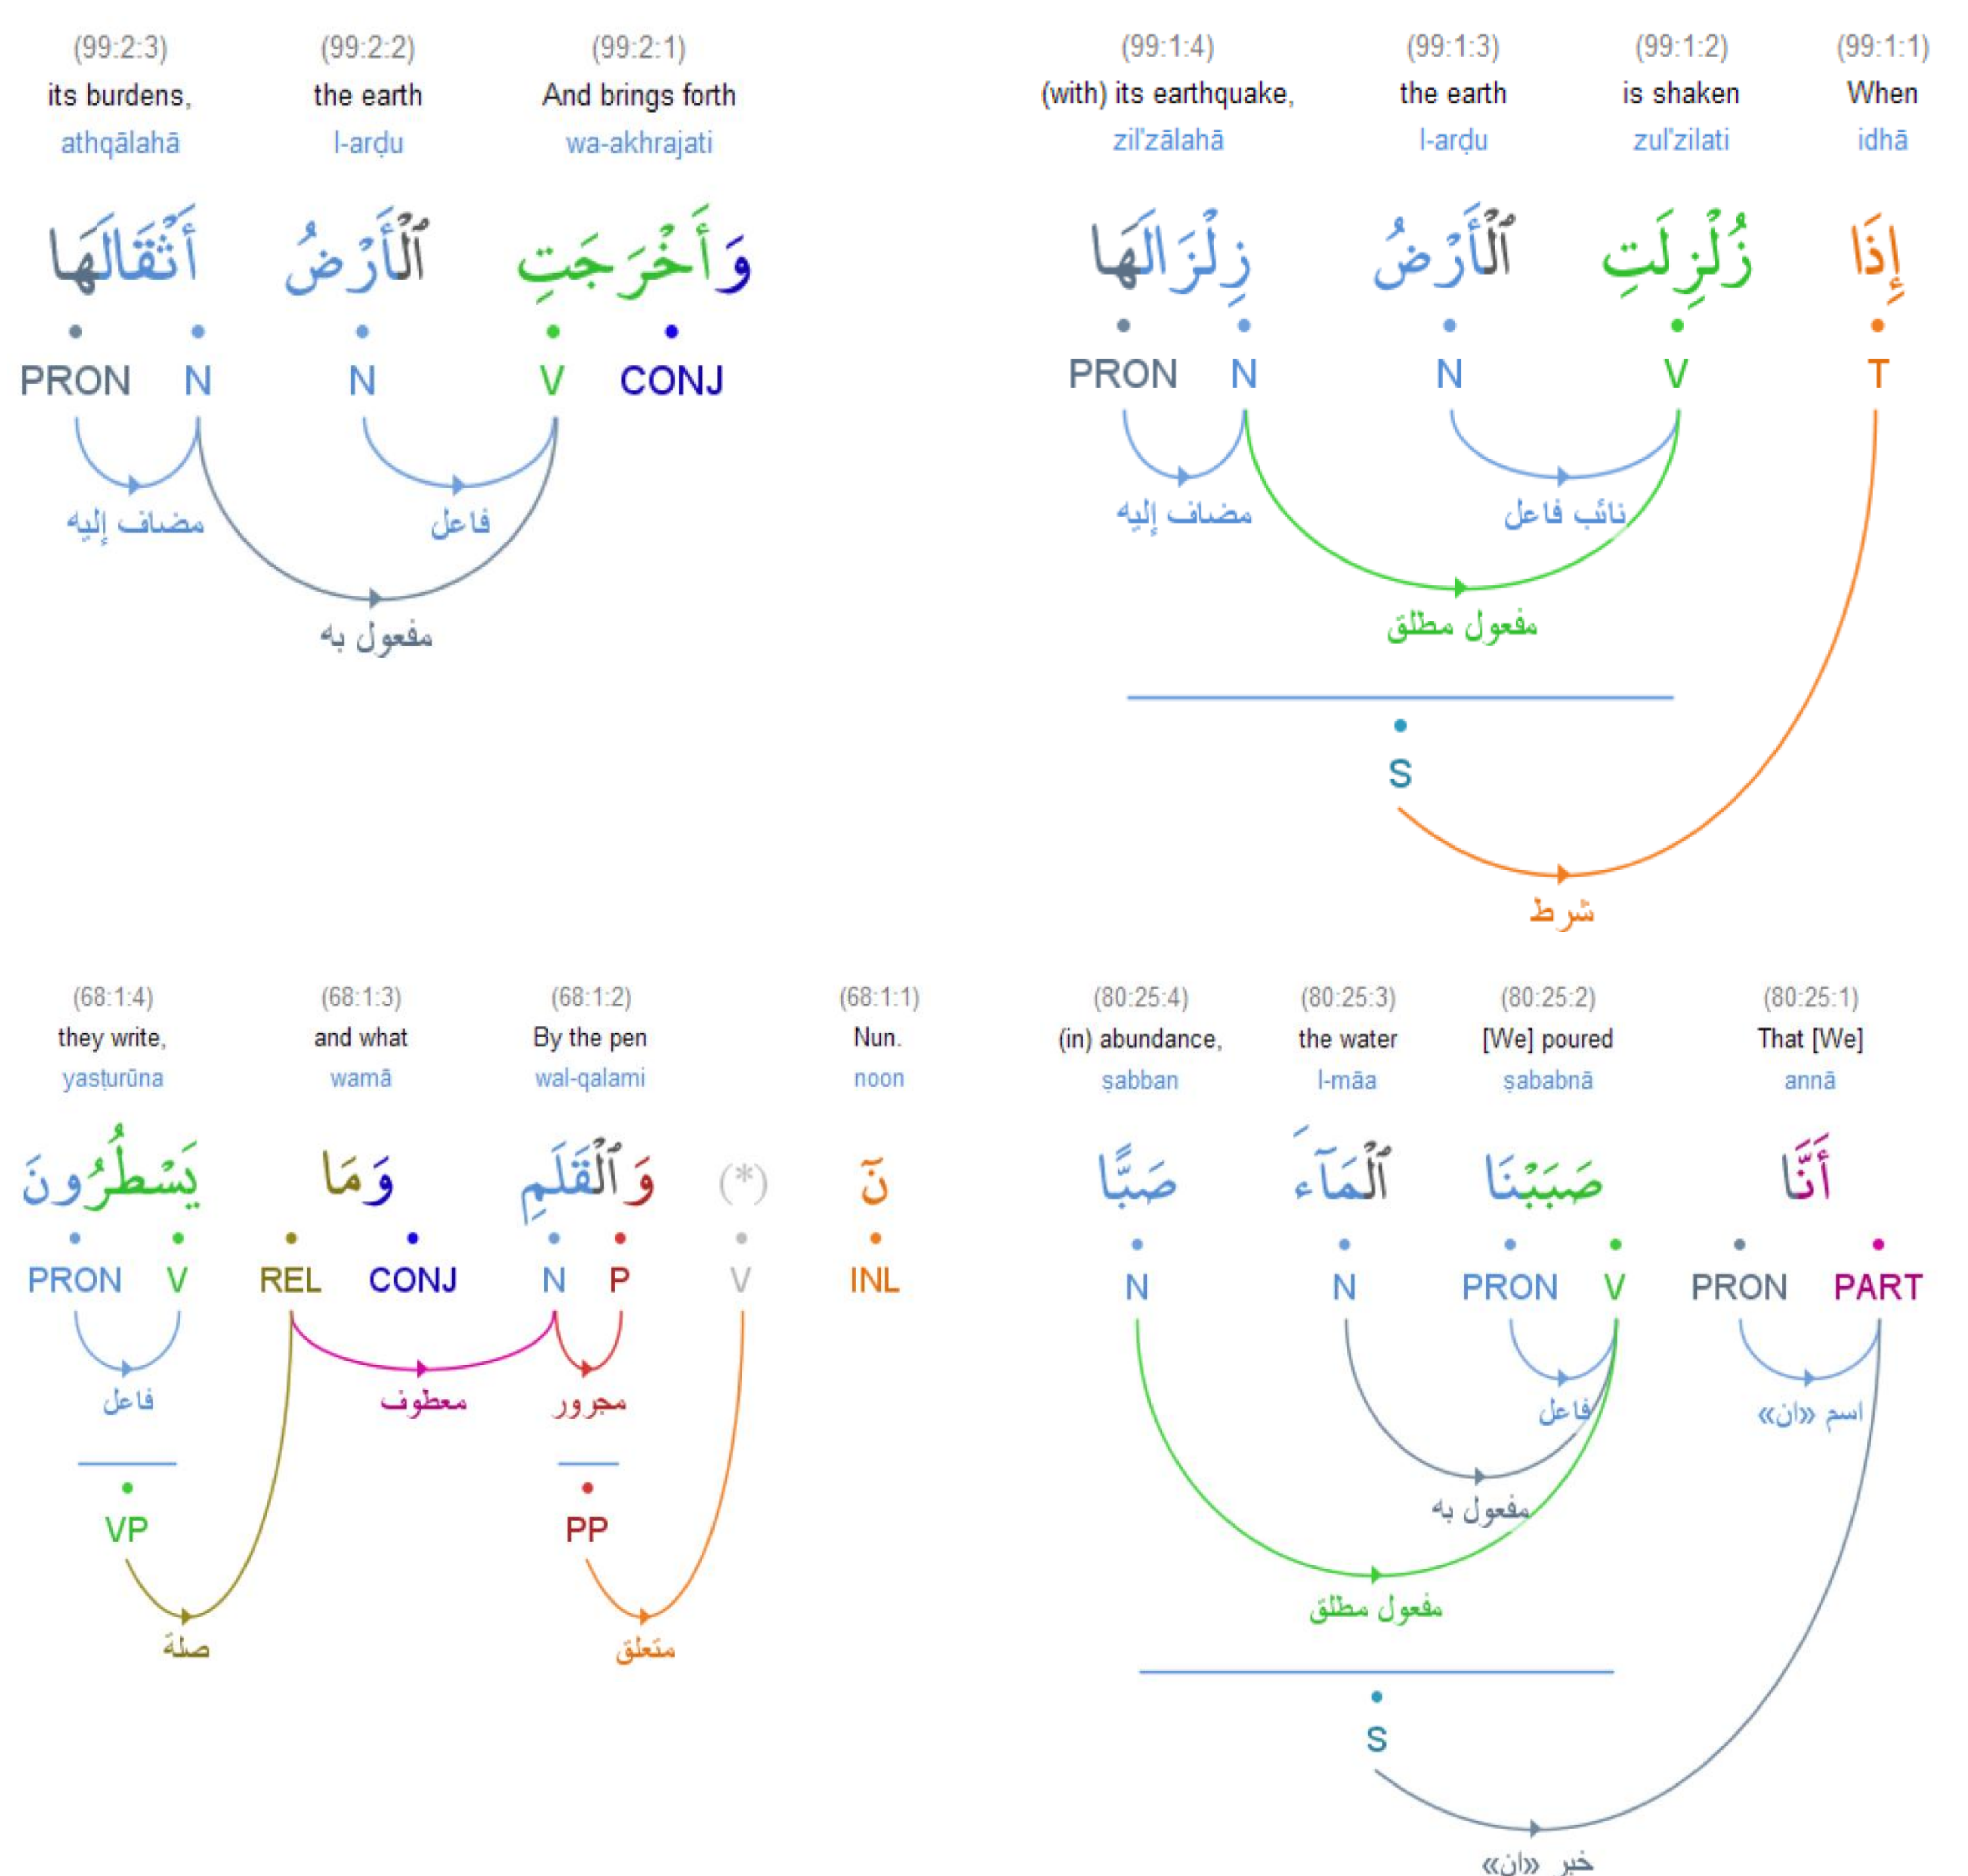 (99:2:3) (99:2:2) (99:2:1)
its burdens, the earth And brings forth
athqālahā l-arḍu wa-akhrajati
وَأَخْرَجَتِ ٱلْأَرْضُ أَثْقَالَهَا
PRON N N V CONJ
مضاف إليه فاعل
مفعول به
(99:1:4) (99:1:3) (99:1:2) (99:1:1)
(with) its earthquake, the earth is shaken When
zil'zālahā l-arḍu zul'zilati idhā
إِذَا زُلْزِلَتِ ٱلْأَرْضُ زِلْزَالَهَا
PRON N N V T
مضاف إليه نائب فاعل
مفعول مطلق
S
شرط
(68:1:4) (68:1:3) (68:1:2) (68:1:1)
they write, and what By the pen Nun.
yasṭurūna wamā wal-qalami noon
نٓ (*) وَٱلْقَلَمِ وَمَا يَسْطُرُونَ
PRON V REL CONJ N P V INL
فاعل معطوف مجرور
VP PP
صلة متعلق
(80:25:4) (80:25:3) (80:25:2) (80:25:1)
(in) abundance, the water [We] poured That [We]
ṣabban l-māa ṣababnā annā
أَنَّا صَبَبْنَا ٱلْمَآءَ صَبًّا
N N PRON V PRON PART
فاعل اسم «ان»
مفعول به
مفعول مطلق
S
خبر «ان»